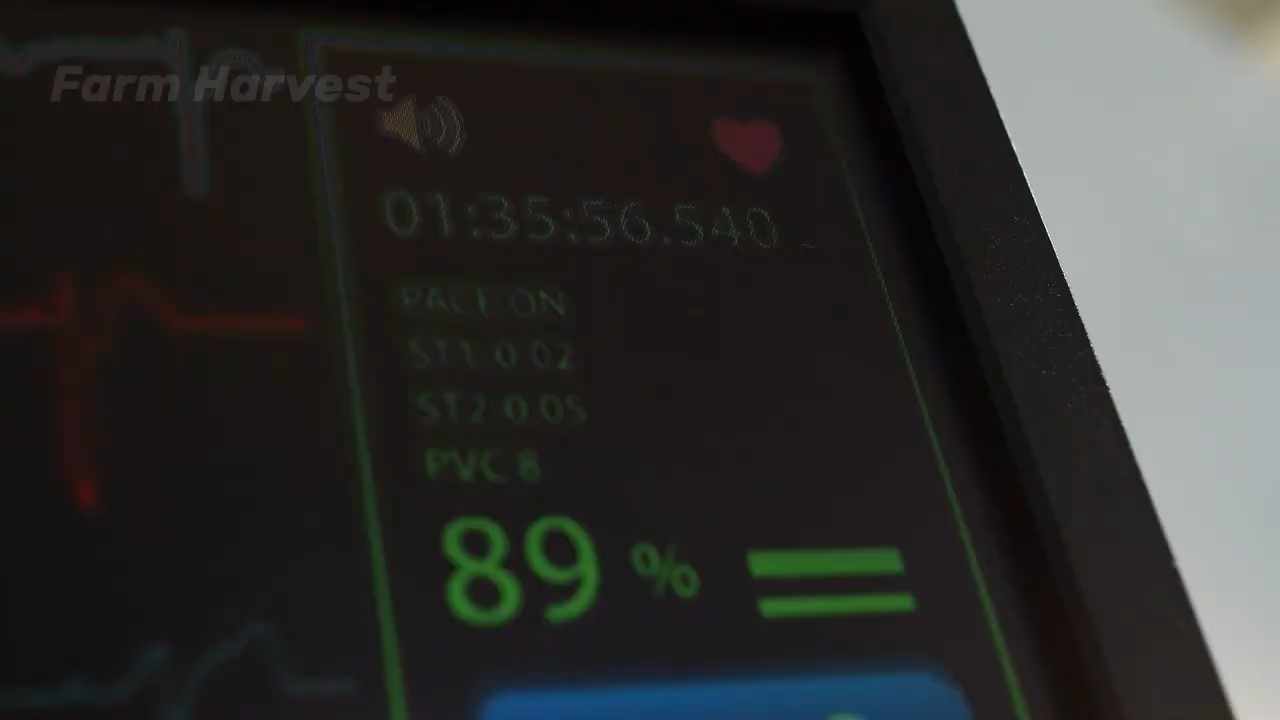 Farm Harvest
01:35:56.540
PACE ON
ST1 0.02
ST2 0.05
PVC 8
89 %